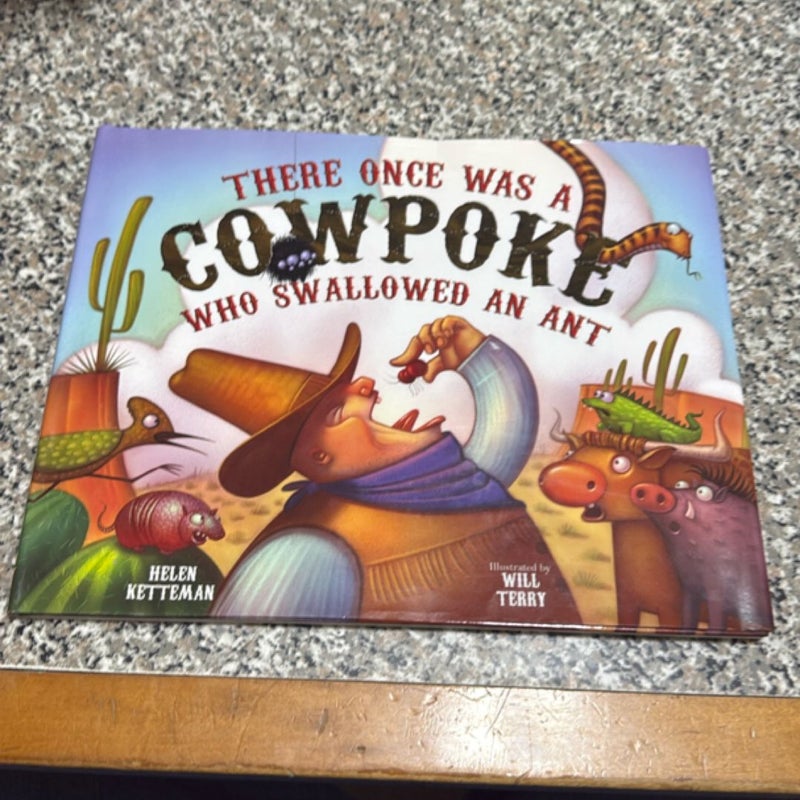 THERE ONCE WAS A
COWPOKE
WHO SWALLOWED AN ANT
HELEN
KETTEMAN
Illustrated by
WILL
TERRY